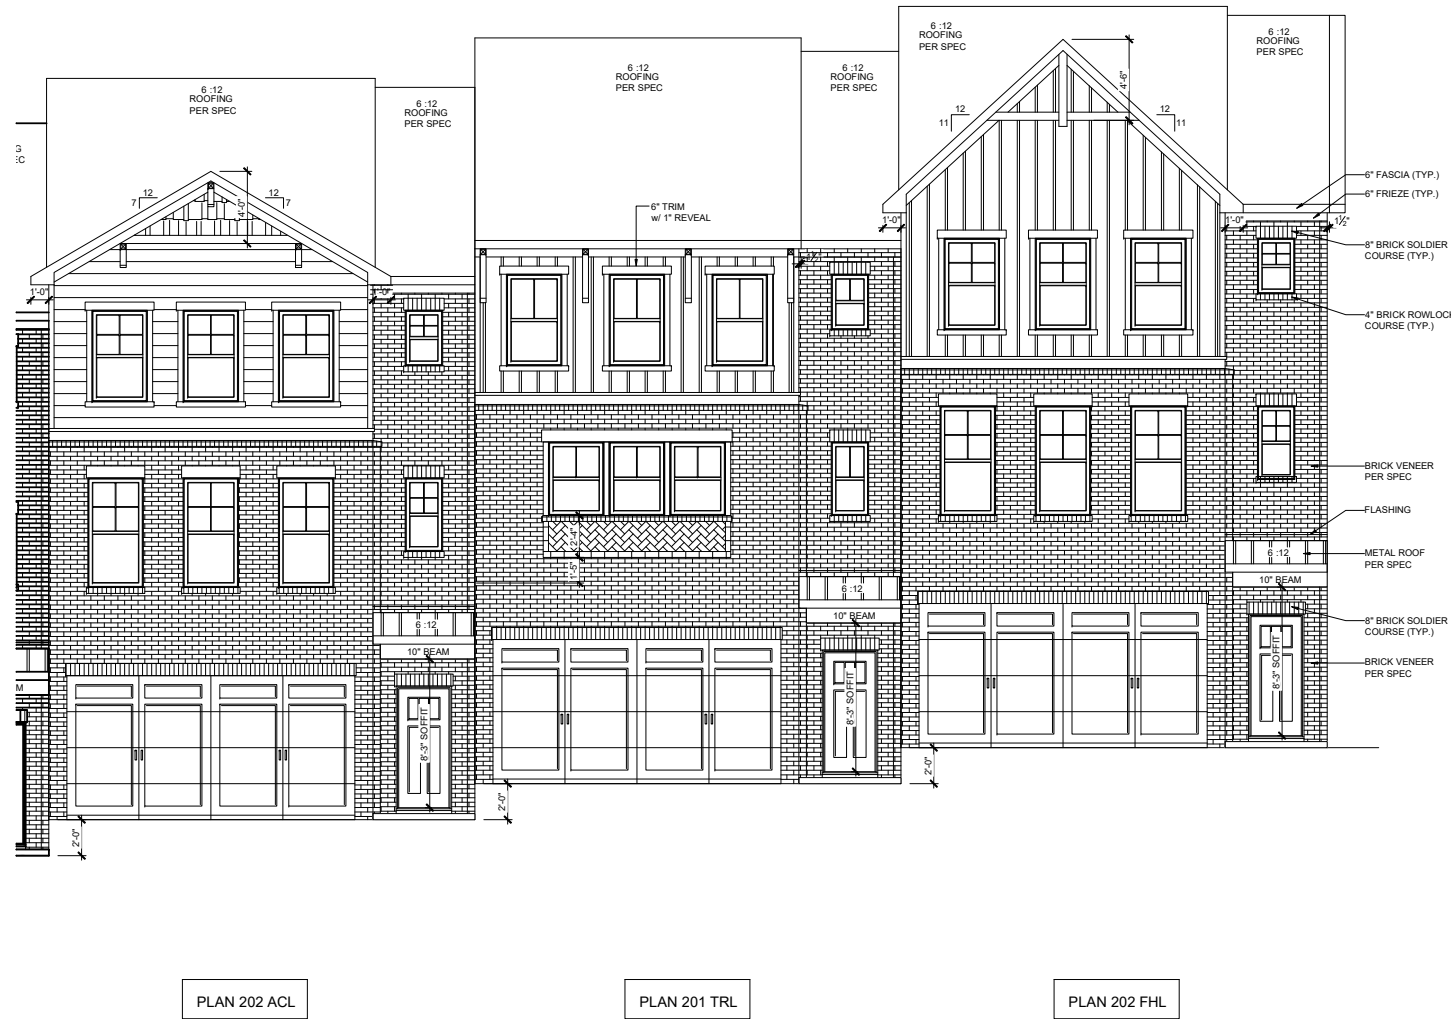 6 :12
ROOFING
PER SPEC
6 :12
ROOFING
PER SPEC
6 :12
ROOFING
PER SPEC
6 :12
ROOFING
PER SPEC
6 :12
ROOFING
PER SPEC
6 :12
ROOFING
PER SPEC
4'-6"
12
11
12
11
12
7
12
7
4'-0"
6" TRIM
w/ 1" REVEAL
6" FASCIA (TYP.)
6" FRIEZE (TYP.)
1'-0"
1'-0"
1½"
8" BRICK SOLDIER
COURSE (TYP.)
1'-0"
1'-0"
4" BRICK ROWLOCK
COURSE (TYP.)
BRICK VENEER
PER SPEC
FLASHING
2'-4"
1'-5"
6 :12
METAL ROOF
PER SPEC
10" BEAM
6 :12
10" BEAM
8" BRICK SOLDIER
COURSE (TYP.)
6 :12
10" BEAM
BRICK VENEER
PER SPEC
8'-3" SOFFIT
8'-3" SOFFIT
8'-3" SOFFIT
2'-0"
2'-0"
2'-0"
PLAN 202 ACL
PLAN 201 TRL
PLAN 202 FHL